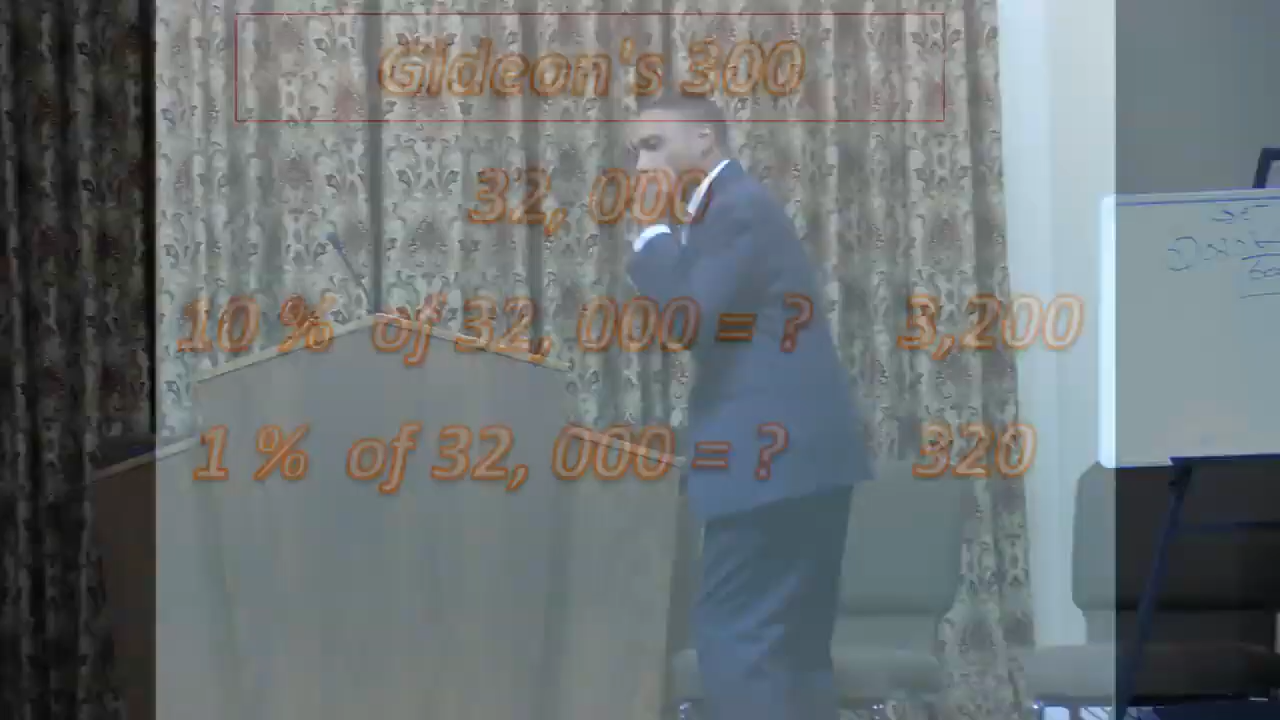 Gideon's 300
32, 000
10 % of 32, 000 = ? 3,200
1 % of 32, 000 = ? 320